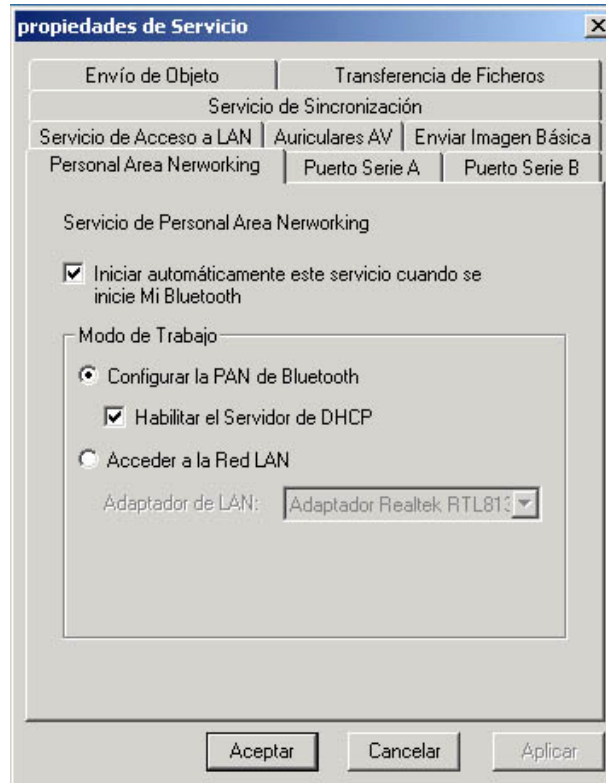 propiedades de Servicio
Envío de Objeto
Transferencia de Ficheros
Servicio de Sincronización
Servicio de Acceso a LAN
Auriculares AV
Enviar Imagen Básica
Personal Area Nerworking
Puerto Serie A
Puerto Serie B
Servicio de Personal Area Nerworking
Iniciar automáticamente este servicio cuando se
inicie Mi Bluetooth
Modo de Trabajo
Configurar la PAN de Bluetooth
Habilitar el Servidor de DHCP
Acceder a la Red LAN
Adaptador de LAN:
Adaptador Realtek RTL813
Aceptar
Cancelar
Aplicar